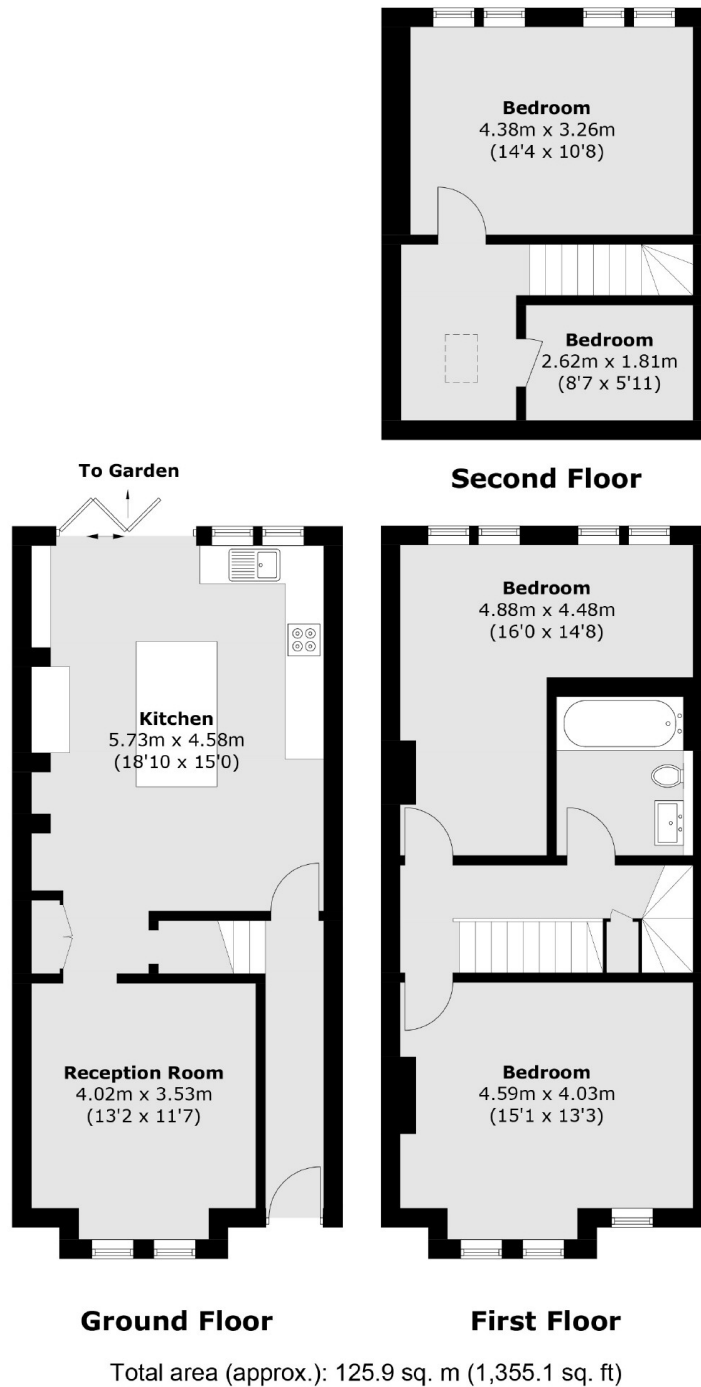 Bedroom
4.38m x 3.26m
(14'4 x 10'8)
Bedroom
2.62m x 1.81m
(8'7 x 5'11)
Second Floor
To Garden
Kitchen
5.73m x 4.58m
(18'10 x 15'0)
Reception Room
4.02m x 3.53m
(13'2 x 11'7)
Ground Floor
Bedroom
4.88m x 4.48m
(16'0 x 14'8)
Bedroom
4.59m x 4.03m
(15'1 x 13'3)
First Floor
Total area (approx.): 125.9 sq. m (1,355.1 sq. ft)